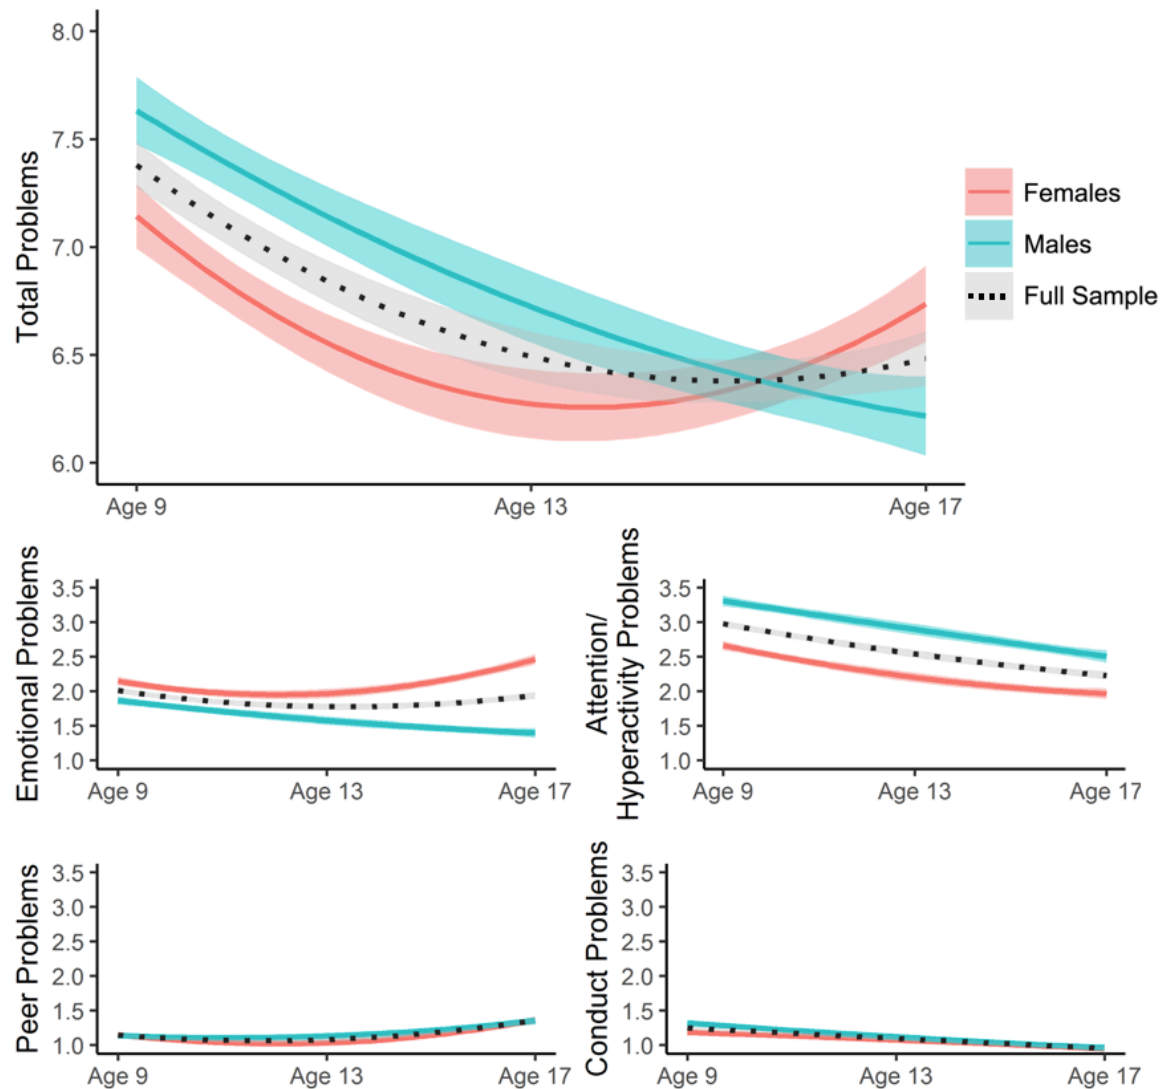 Total Problems
8.0
7.5
7.0
6.5
6.0
Age 9
Age 13
Age 17
Females
Males
Full Sample
Emotional Problems
3.5
3.0
2.5
2.0
1.5
1.0
Age 9
Age 13
Age 17
Attention/
Hyperactivity Problems
3.5
3.0
2.5
2.0
1.5
1.0
Age 9
Age 13
Age 17
Peer Problems
3.5
3.0
2.5
2.0
1.5
1.0
Age 9
Age 13
Age 17
Conduct Problems
3.5
3.0
2.5
2.0
1.5
1.0
Age 9
Age 13
Age 17